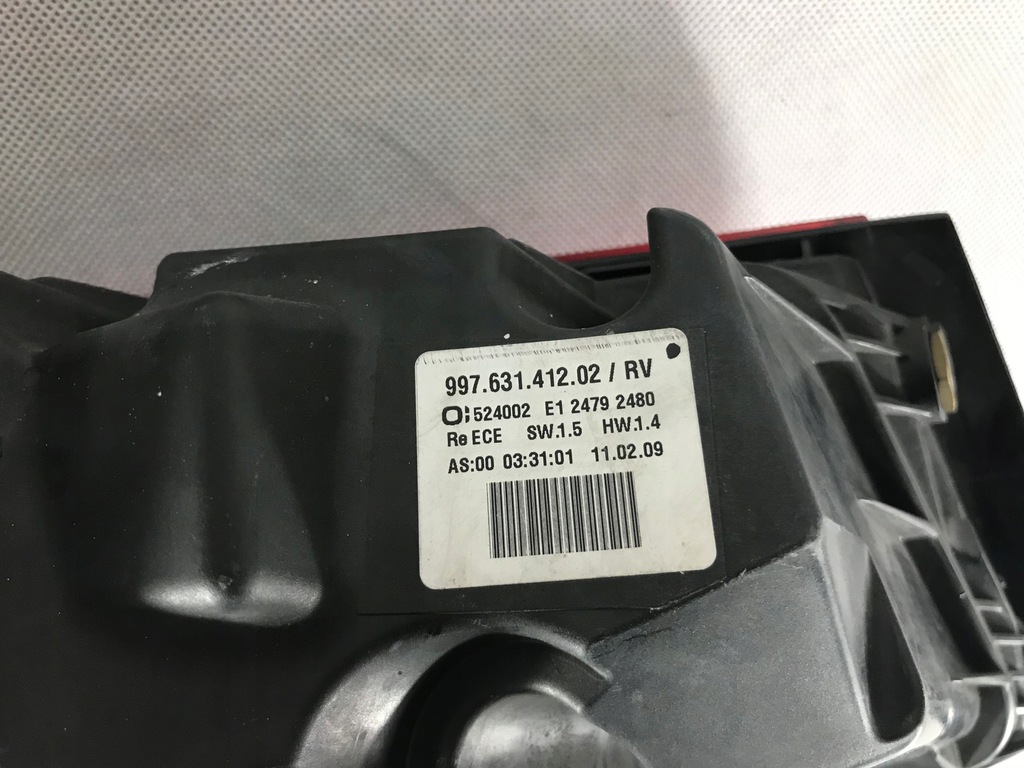 997.631.412.02 / RV
524002 E1 2479 2480
Re ECE SW.1.5 HW.1.4
AS:00 03:31:01 11.02.09